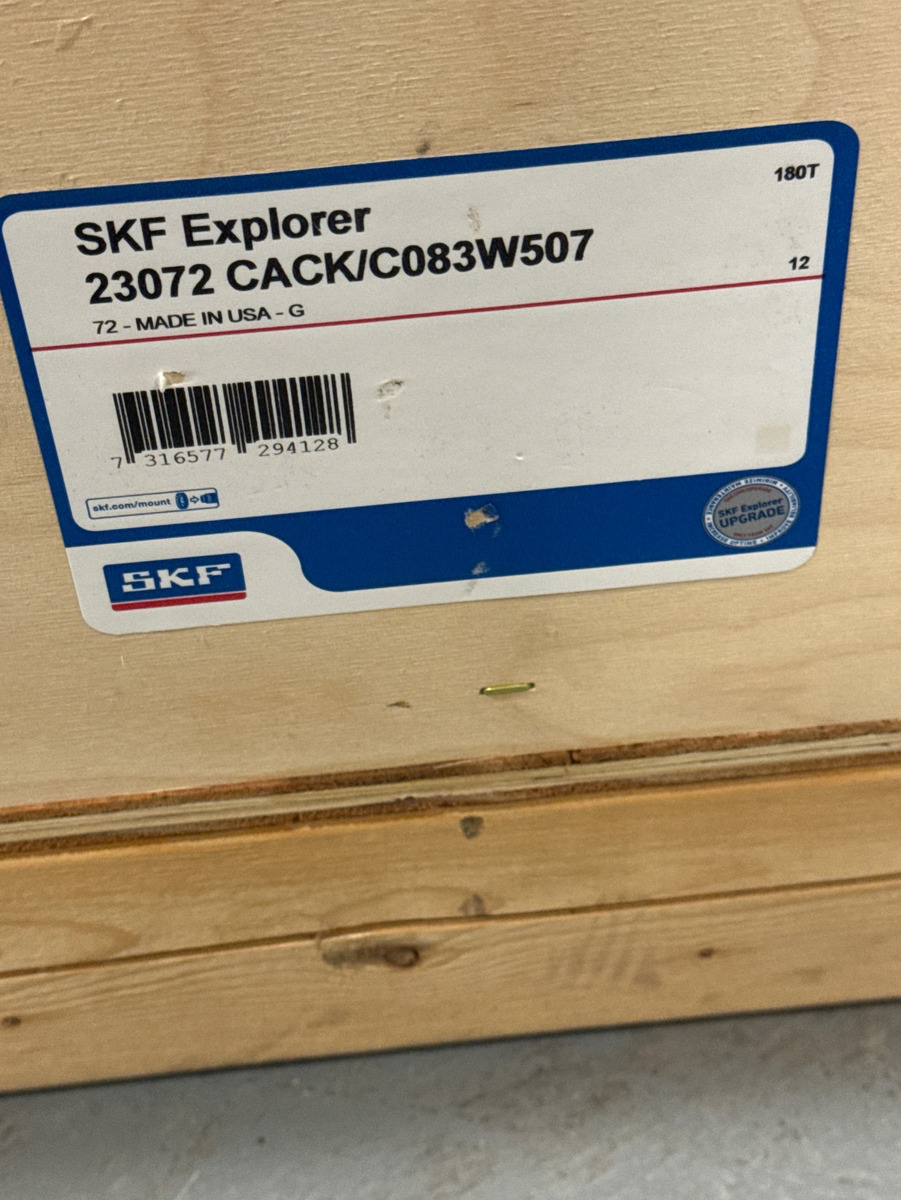 180T
SKF Explorer
23072 CACK/C083W507
12
72 - MADE IN USA - G
7 316577 294128
skf.com/mount
SKF Explorer
UPGRADE
SKF